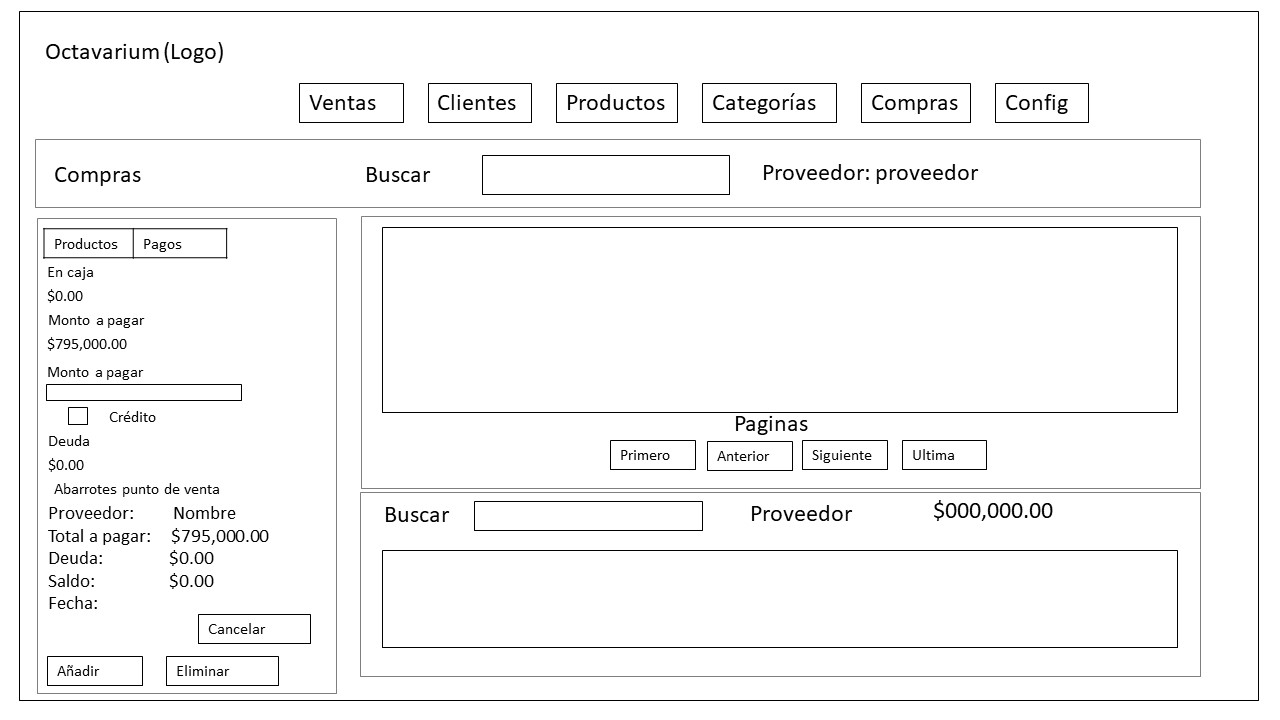 Octavarium (Logo)
Ventas Clientes Productos Categorías Compras Config
Compras Buscar Proveedor: proveedor
Productos Pagos
En caja
$0.00
Monto a pagar
$795,000.00
Monto a pagar
Crédito
Deuda
$0.00
Abarrotes punto de venta
Proveedor: Nombre
Total a pagar: $795,000.00
Deuda: $0.00
Saldo: $0.00
Fecha:
Cancelar
Añadir Eliminar
Paginas
Primero Anterior Siguiente Ultima
Buscar Proveedor $000,000.00